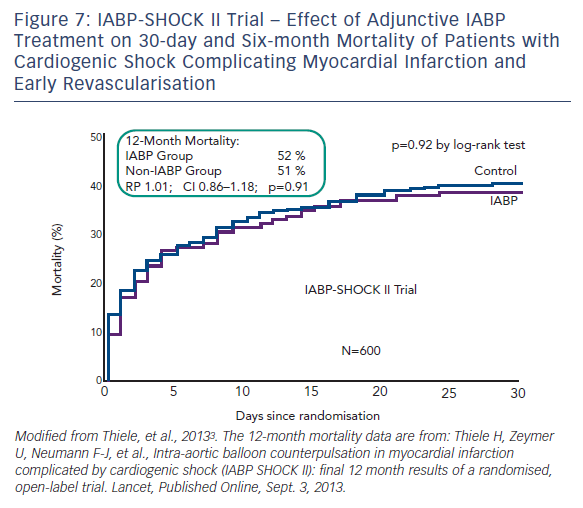 Figure 7: IABP-SHOCK II Trial – Effect of Adjunctive IABP
Treatment on 30-day and Six-month Mortality of Patients with
Cardiogenic Shock Complicating Myocardial Infarction and
Early Revascularisation
12-Month Mortality:
IABP Group 52 %
Non-IABP Group 51 %
RP 1.01; CI 0.86–1.18; p=0.91
p=0.92 by log-rank test
Control
IABP
IABP-SHOCK II Trial
N=600
Mortality (%)
50
40
30
20
10
0
0 5 10 15 20 25 30
Days since randomisation
Modified from Thiele, et al., 2013³. The 12-month mortality data are from: Thiele H, Zeymer
U, Neumann F-J, et al., Intra-aortic balloon counterpulsation in myocardial infarction
complicated by cardiogenic shock (IABP SHOCK II): final 12 month results of a randomised,
open-label trial. Lancet, Published Online, Sept. 3, 2013.